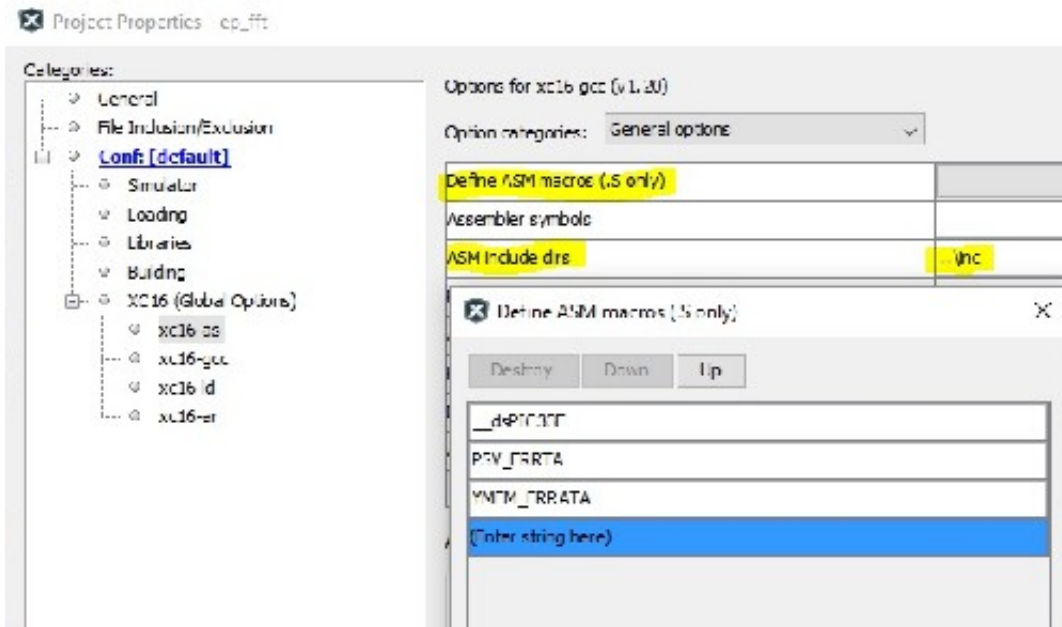 Project Properties ep_fft
Categories:
General
File Inclusion/Exclusion
Conf: [default]
Simulator
Loading
Libraries
Building
XC16 (Global Options)
xc16-as
xc16-gcc
xc16-ld
xc16-ar
Options for xc16-gcc (v1.20)
Option categories: General options
Define ASM macros (.S only)
Assembler symbols
ASM include dirs ..\inc
Define ASM macros (.S only)
Destroy Down Up
PSV_ERRTA
YMEM_ERRATA
(Enter string here)